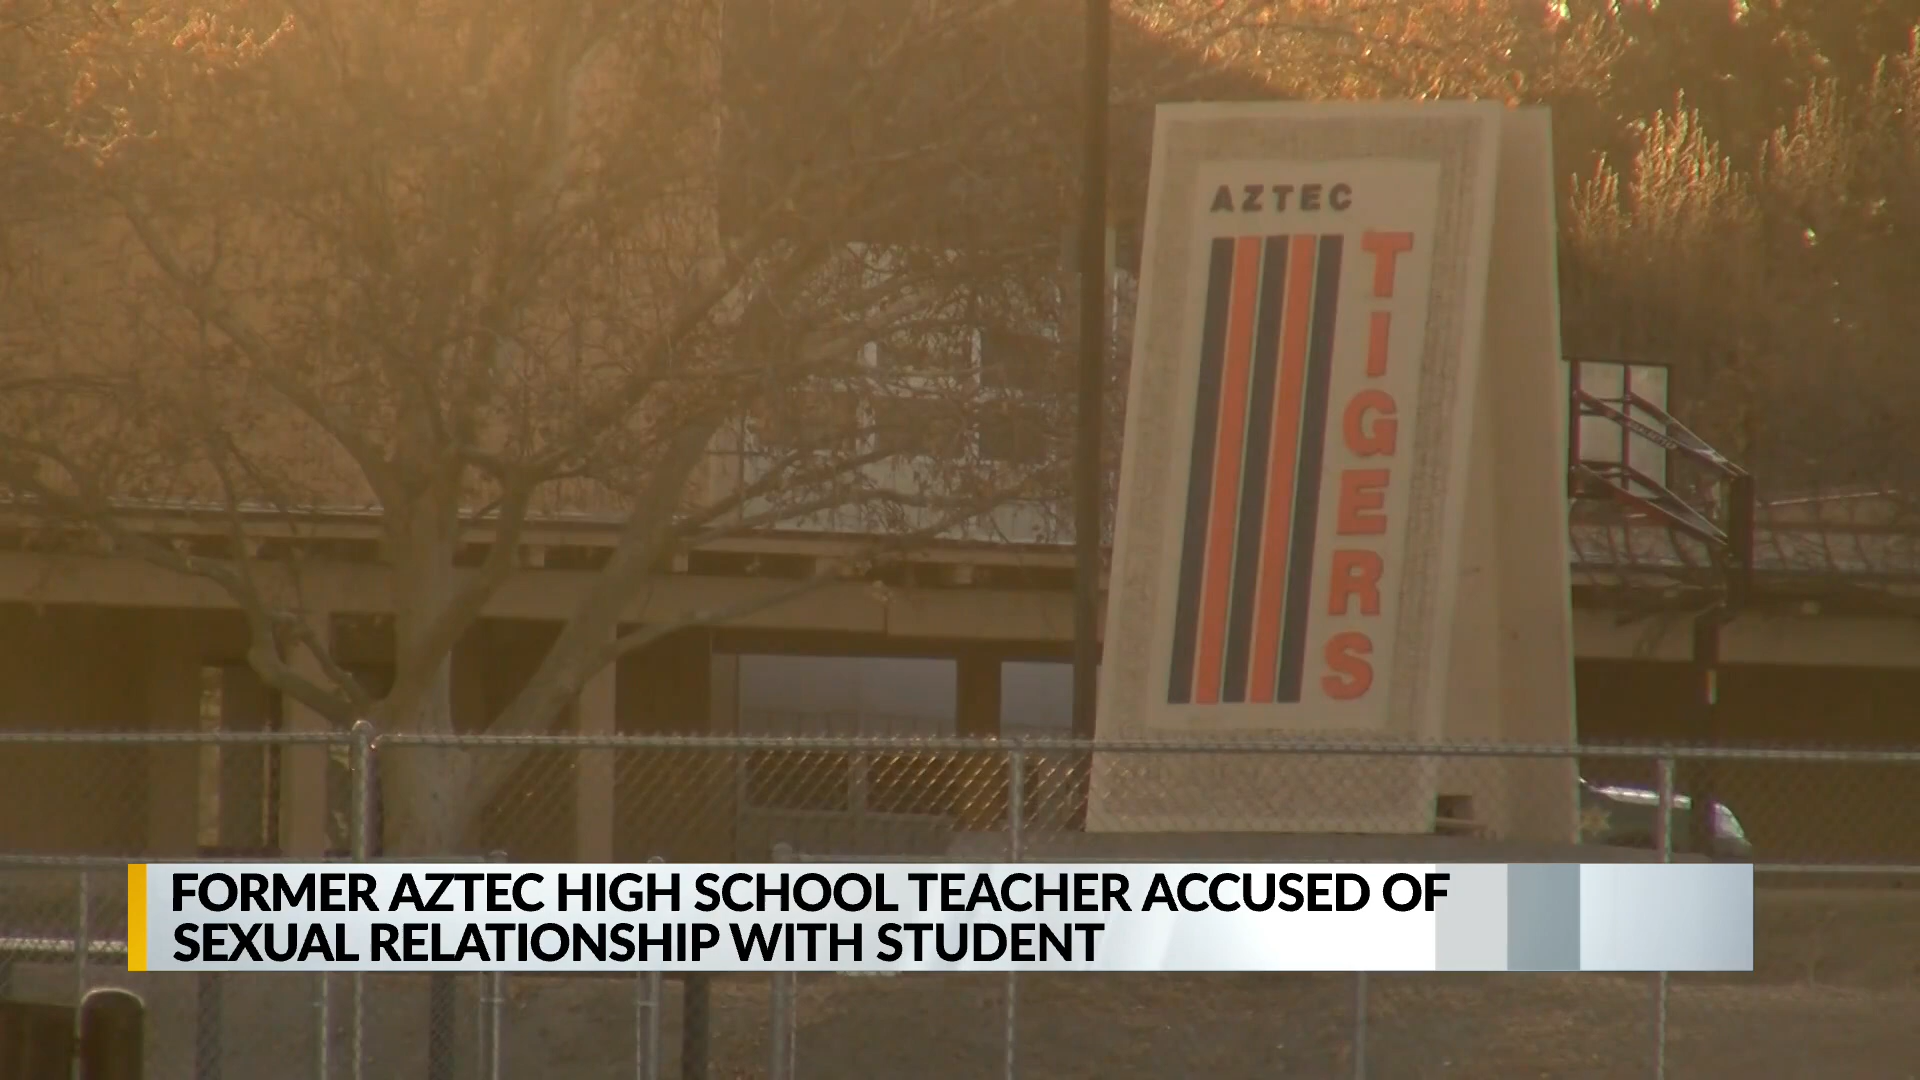 AZTEC
TIGERS
FORMER AZTEC HIGH SCHOOL TEACHER ACCUSED OF
SEXUAL RELATIONSHIP WITH STUDENT